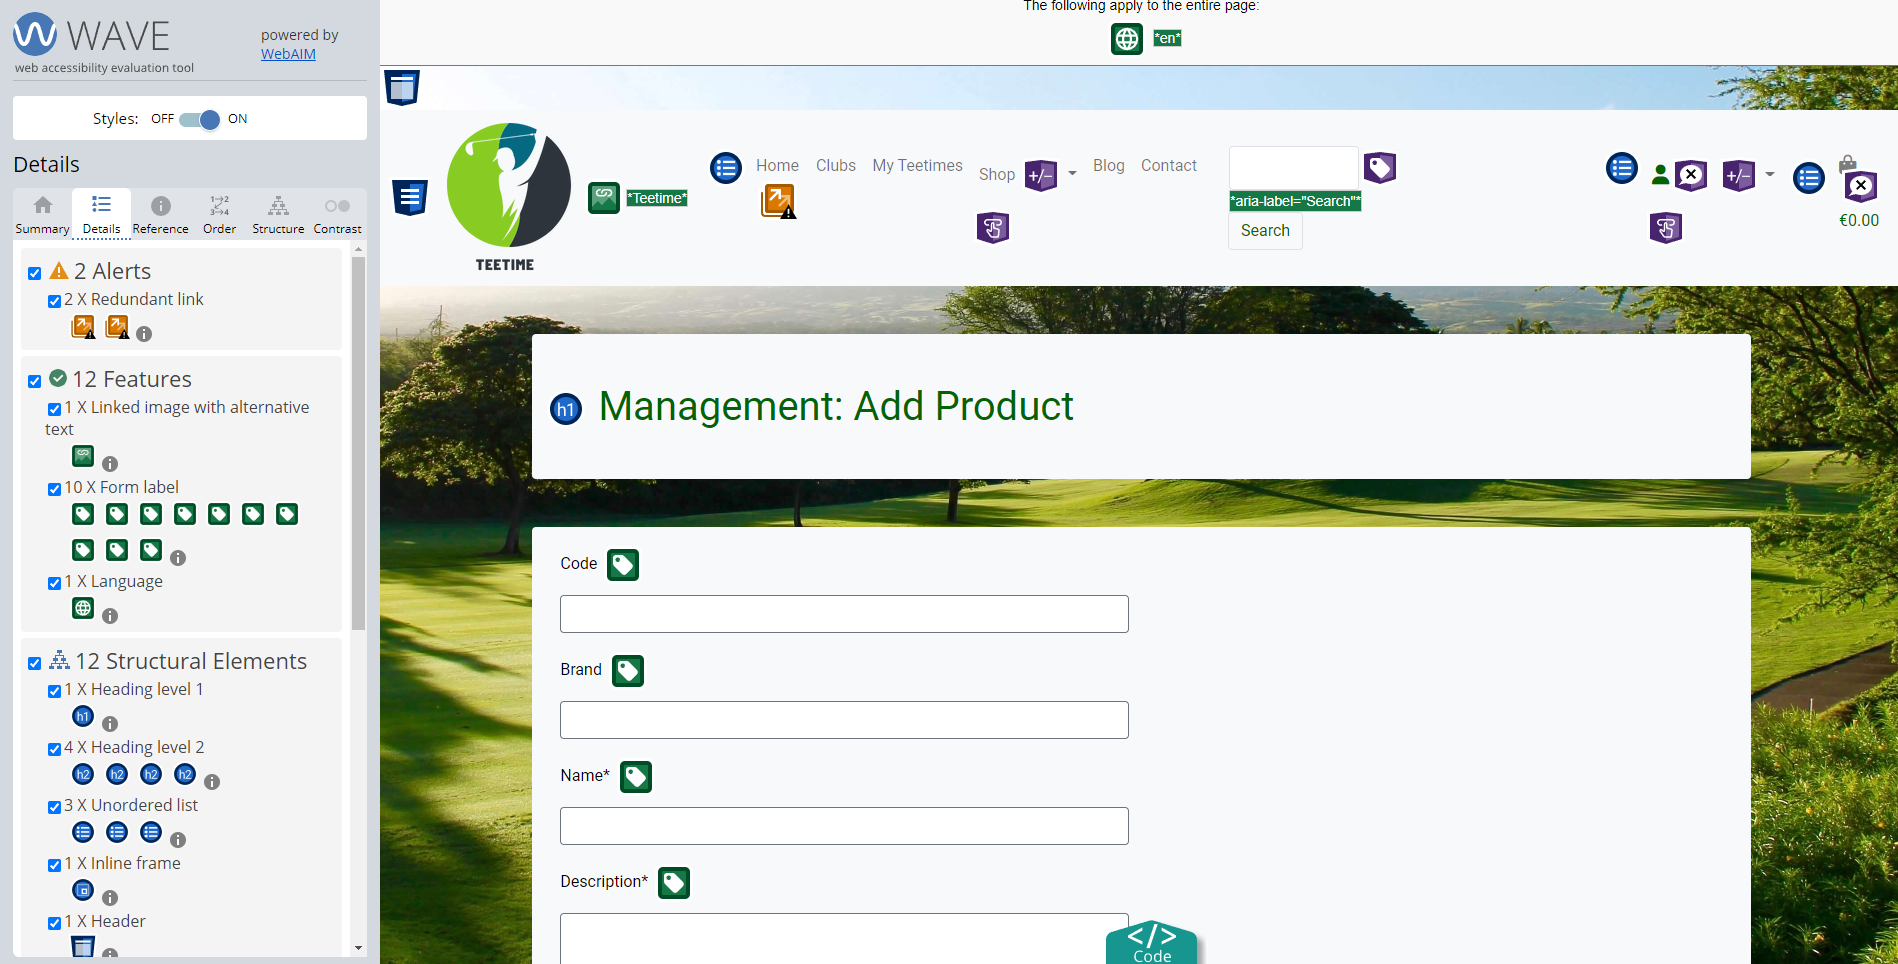 WAVE
powered by
WebAIM
web accessibility evaluation tool
Styles: OFF ON
Details
Summary Details Reference Order Structure Contrast
2 Alerts
2 X Redundant link
12 Features
1 X Linked image with alternative
text
10 X Form label
1 X Language
12 Structural Elements
1 X Heading level 1
h1
4 X Heading level 2
h2 h2 h2 h2
3 X Unordered list
1 X Inline frame
1 X Header
The following apply to the entire page:
*en*
TEETIME
*Teetime*
Home Clubs My Teetimes Shop +/− Blog Contact
*aria-label="Search"*
Search
+/−
€0.00
h1 Management: Add Product
Code
Brand
Name*
Description*
</>
Code